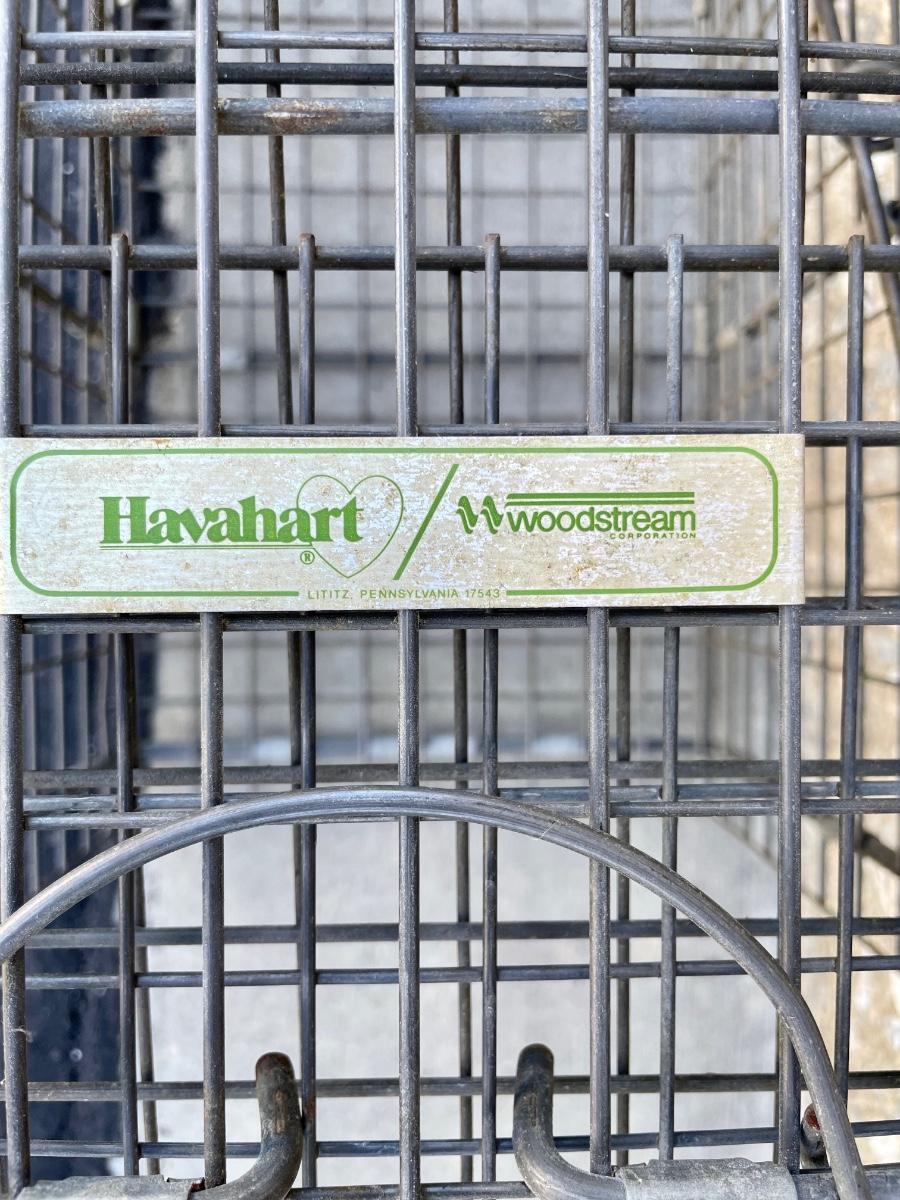 Havahart / woodstream
®
CORPORATION
LITITZ, PENNSYLVANIA 17543